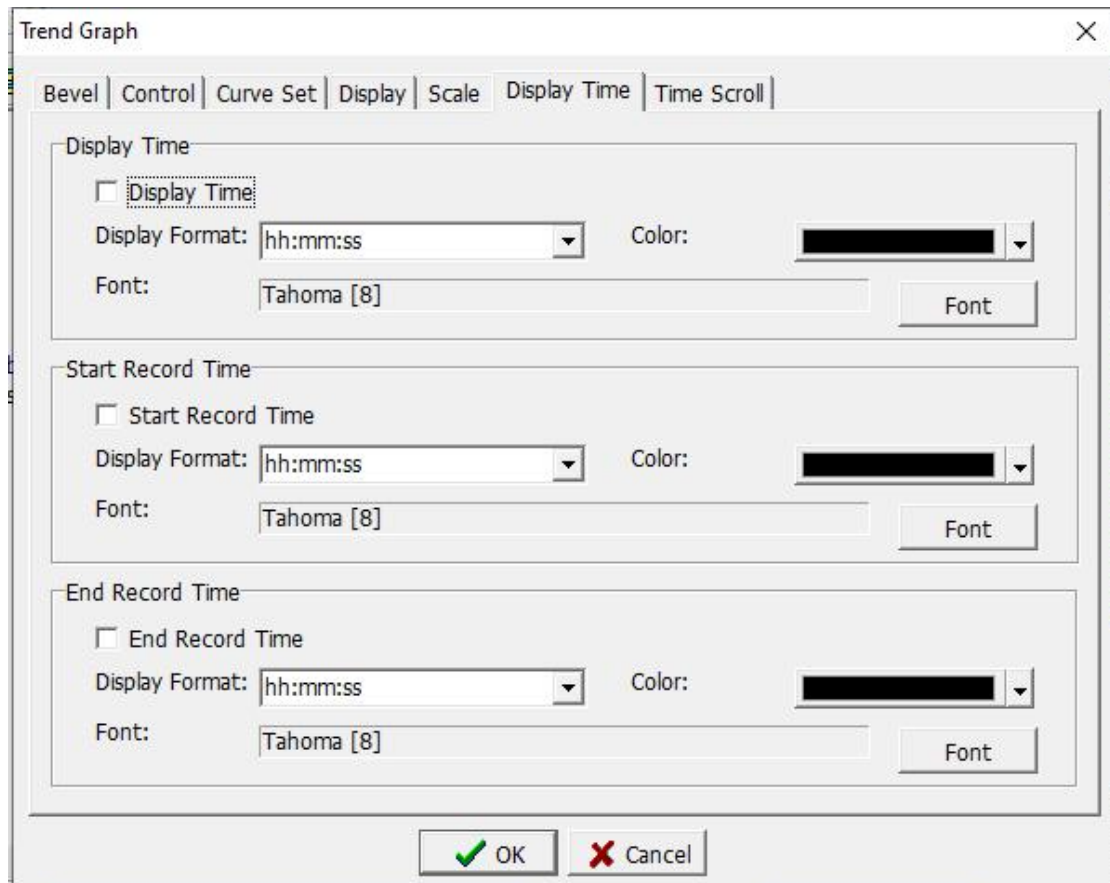 Trend Graph
Bevel Control Curve Set Display Scale Display Time Time Scroll
Display Time
Display Time
Display Format: hh:mm:ss Color:
Font: Tahoma [8] Font
Start Record Time
Start Record Time
Display Format: hh:mm:ss Color:
Font: Tahoma [8] Font
End Record Time
End Record Time
Display Format: hh:mm:ss Color:
Font: Tahoma [8] Font
OK Cancel